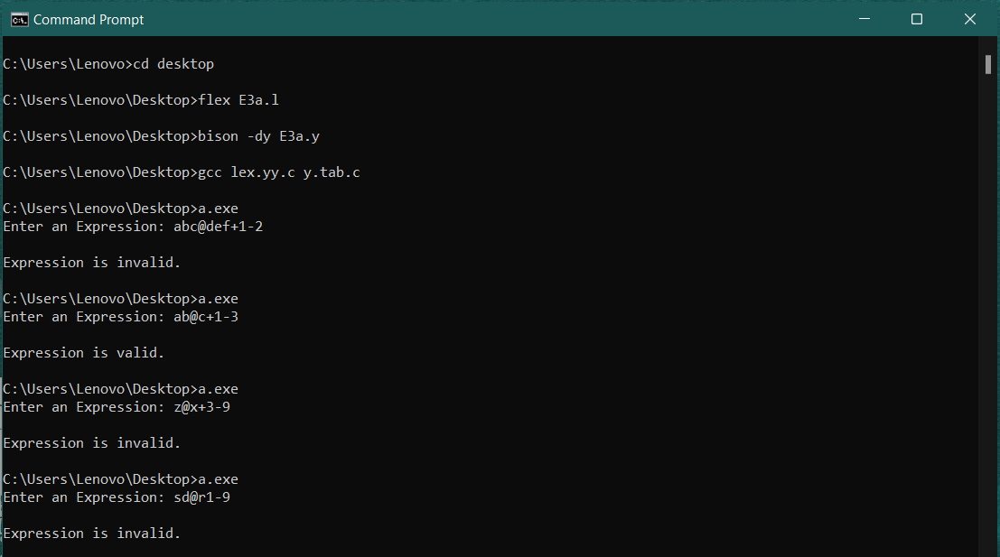 Command Prompt
C:\Users\Lenovo>cd desktop
C:\Users\Lenovo\Desktop>flex E3a.l
C:\Users\Lenovo\Desktop>bison -dy E3a.y
C:\Users\Lenovo\Desktop>gcc lex.yy.c y.tab.c
C:\Users\Lenovo\Desktop>a.exe
Enter an Expression: abc@def+1-2
Expression is invalid.
C:\Users\Lenovo\Desktop>a.exe
Enter an Expression: ab@c+1-3
Expression is valid.
C:\Users\Lenovo\Desktop>a.exe
Enter an Expression: z@x+3-9
Expression is invalid.
C:\Users\Lenovo\Desktop>a.exe
Enter an Expression: sd@r1-9
Expression is invalid.